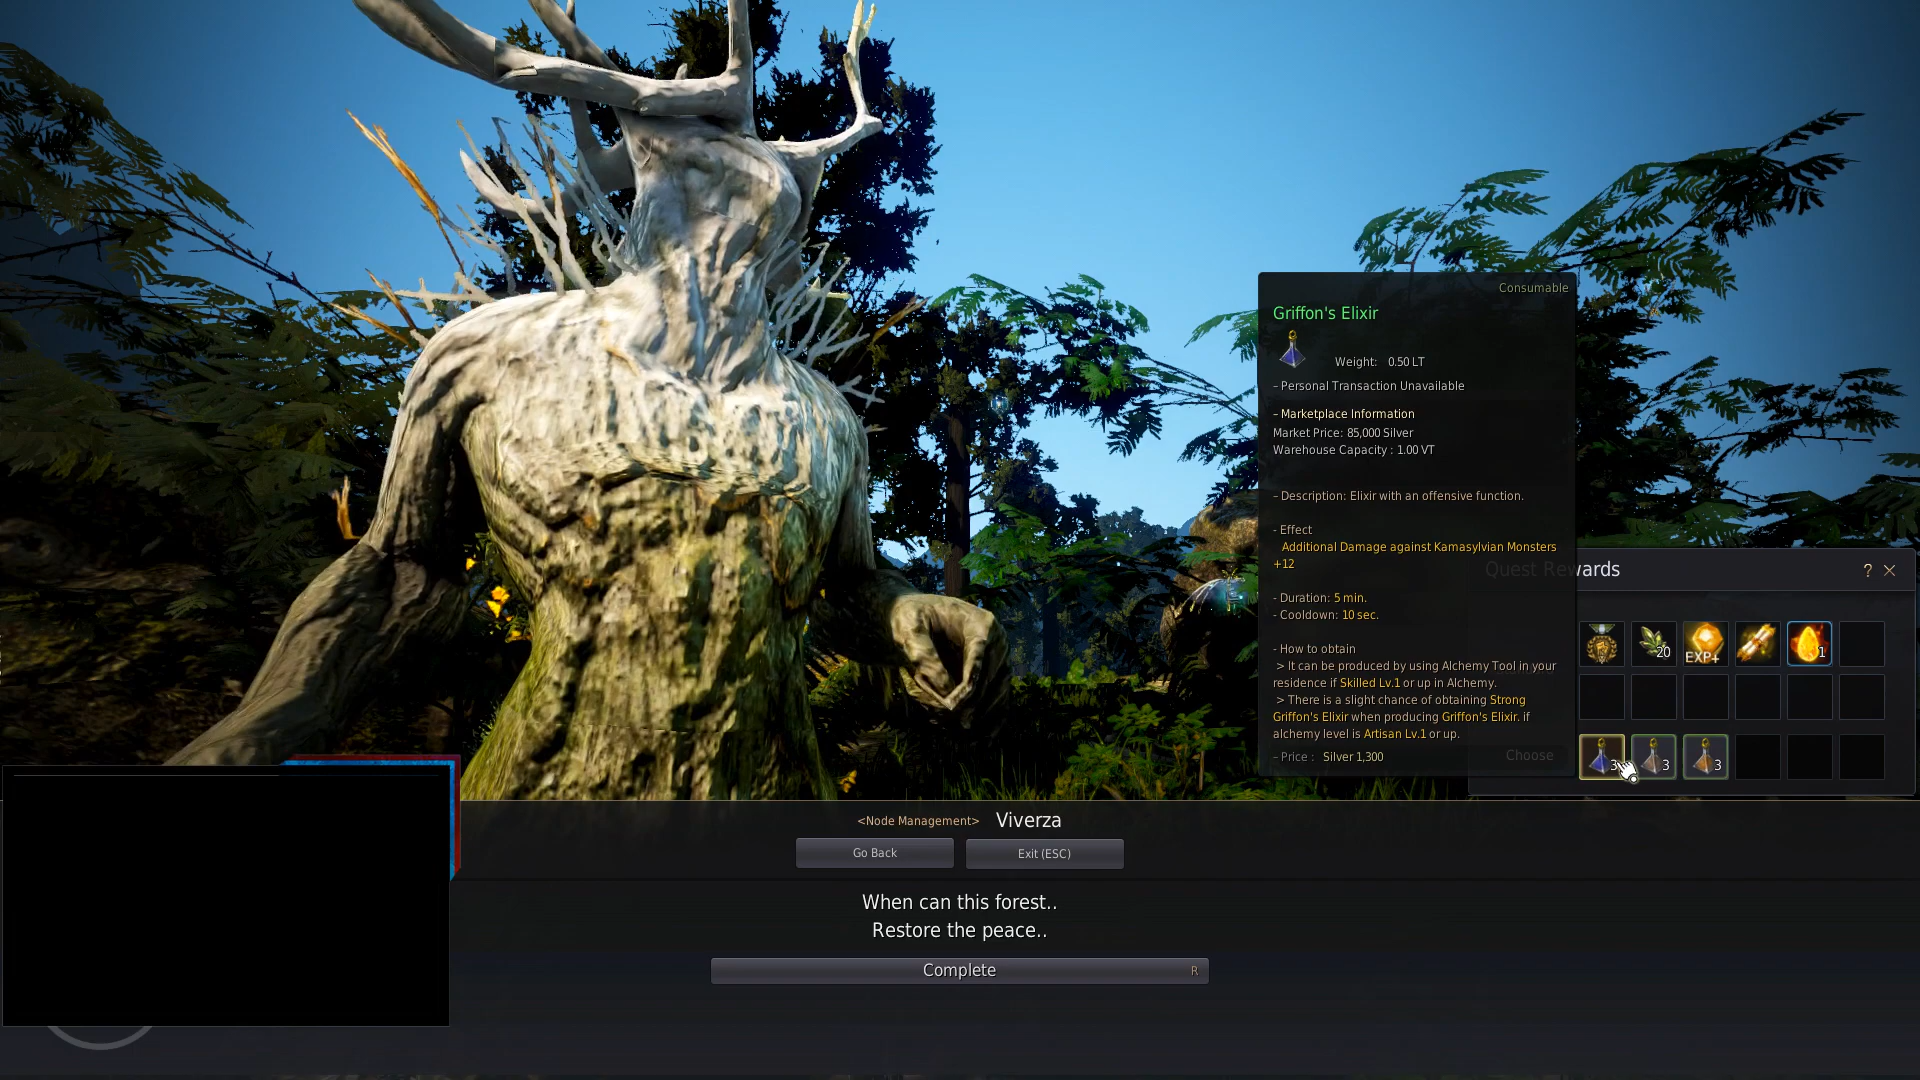 Consumable
Griffon's Elixir
Weight: 0.50 LT
- Personal Transaction Unavailable
- Marketplace Information
Market Price: 85,000 Silver
Warehouse Capacity : 1.00 VT
- Description: Elixir with an offensive function.
- Effect
Additional Damage against Kamasylvian Monsters
+12
- Duration: 5 min.
- Cooldown: 10 sec.
- How to obtain
> It can be produced by using Alchemy Tool in your
residence if Skilled Lv.1 or up in Alchemy.
> There is a slight chance of obtaining Strong
Griffon's Elixir when producing Griffon's Elixir. if
alchemy level is Artisan Lv.1 or up.
- Price : Silver 1,300
Quest Rewards
?
20
EXP+
1
Choose
3
3
3
<Node Management> Viverza
Go Back
Exit (ESC)
When can this forest..
Restore the peace..
Complete
R